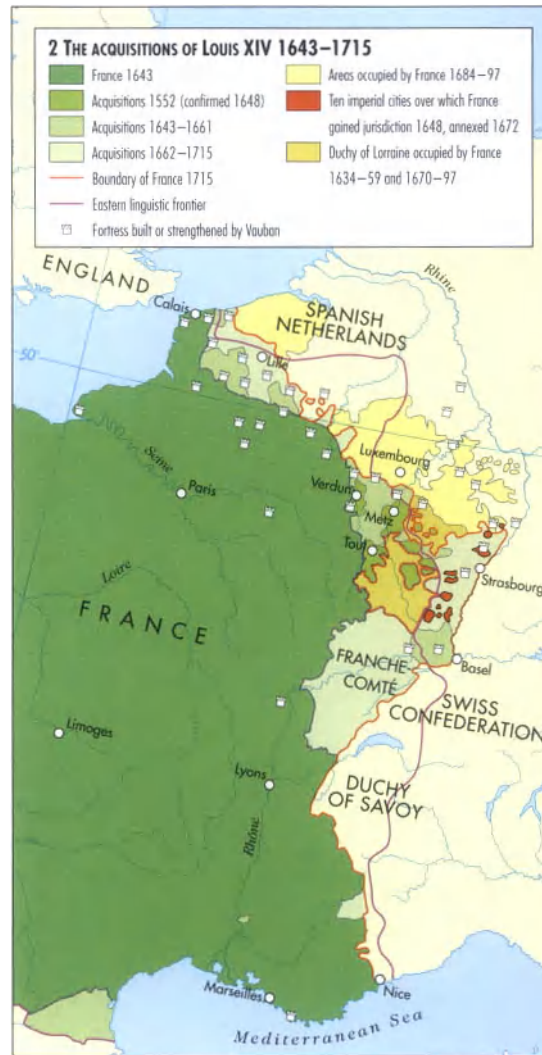 2 THE ACQUISITIONS OF LOUIS XIV 1643–1715
France 1643
Acquisitions 1552 (confirmed 1648)
Acquisitions 1643–1661
Acquisitions 1662–1715
Boundary of France 1715
Eastern linguistic frontier
Fortress built or strengthened by Vauban
Areas occupied by France 1684–97
Ten imperial cities over which France
gained jurisdiction 1648, annexed 1672
Duchy of Lorraine occupied by France
1634–59 and 1670–97
ENGLAND
Rhine
Calais
SPANISH
NETHERLANDS
50°
Lille
Luxembourg
Seine
Verdun
Paris
Metz
Toul
Strasbourg
Loire
FRANCE
FRANCHE-
COMTÉ
Basel
SWISS
CONFEDERATION
Limoges
Lyons
DUCHY
OF SAVOY
Rhône
Marseilles
Nice
Mediterranean Sea